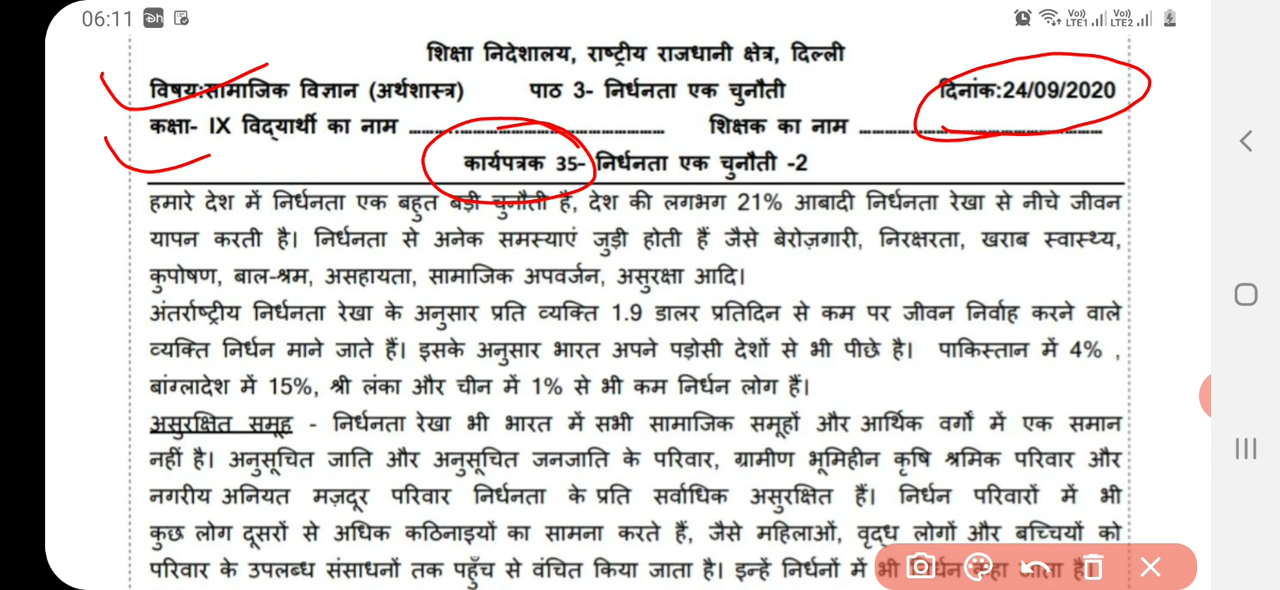 06:11
Vo)) LTE1 Vo)) LTE2
शिक्षा निदेशालय, राष्ट्रीय राजधानी क्षेत्र, दिल्ली
विषय:सामाजिक विज्ञान (अर्थशास्त्र) पाठ 3- निर्धनता एक चुनौती दिनांक:24/09/2020
कक्षा- IX विद्यार्थी का नाम ........................ शिक्षक का नाम ........................
कार्यपत्रक 35- निर्धनता एक चुनौती -2
हमारे देश में निर्धनता एक बहुत बड़ी चुनौती है, देश की लगभग 21% आबादी निर्धनता रेखा से नीचे जीवन
यापन करती है। निर्धनता से अनेक समस्याएं जुड़ी होती हैं जैसे बेरोज़गारी, निरक्षरता, खराब स्वास्थ्य,
कुपोषण, बाल-श्रम, असहायता, सामाजिक अपवर्जन, असुरक्षा आदि।
अंतर्राष्ट्रीय निर्धनता रेखा के अनुसार प्रति व्यक्ति 1.9 डालर प्रतिदिन से कम पर जीवन निर्वाह करने वाले
व्यक्ति निर्धन माने जाते हैं। इसके अनुसार भारत अपने पड़ोसी देशों से भी पीछे है। पाकिस्तान में 4% ,
बांग्लादेश में 15%, श्री लंका और चीन में 1% से भी कम निर्धन लोग हैं।
असुरक्षित समूह - निर्धनता रेखा भी भारत में सभी सामाजिक समूहों और आर्थिक वर्गों में एक समान
नहीं है। अनुसूचित जाति और अनुसूचित जनजाति के परिवार, ग्रामीण भूमिहीन कृषि श्रमिक परिवार और
नगरीय अनियत मज़दूर परिवार निर्धनता के प्रति सर्वाधिक असुरक्षित हैं। निर्धन परिवारों में भी
कुछ लोग दूसरों से अधिक कठिनाइयों का सामना करते हैं, जैसे महिलाओं, वृद्ध लोगों और बच्चियों को
परिवार के उपलब्ध संसाधनों तक पहुँच से वंचित किया जाता है। इन्हें निर्धनों में भी निर्धन कहा जाता है।